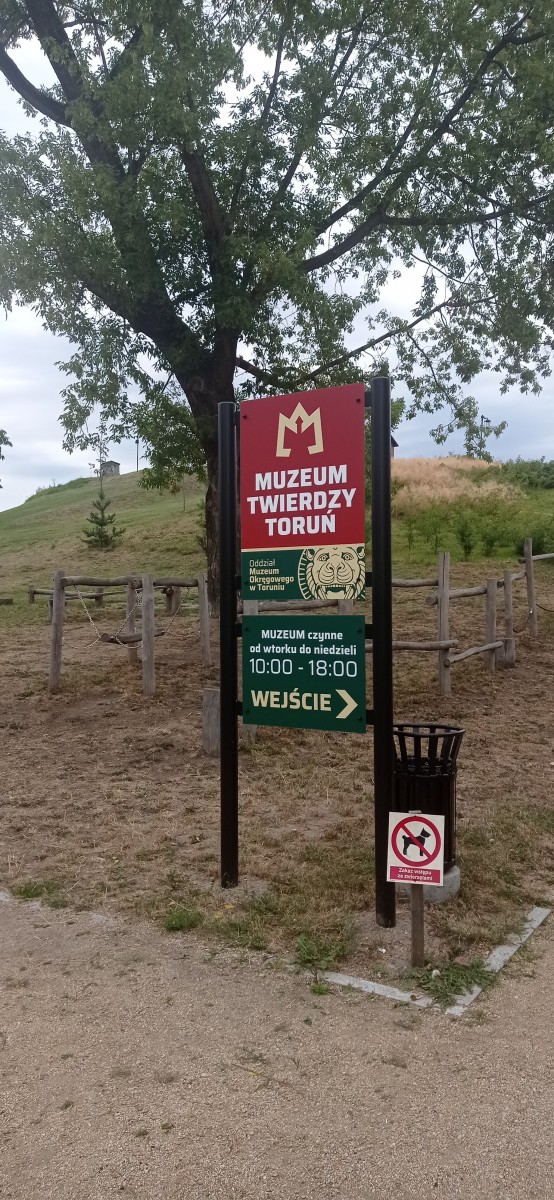 MUZEUM
TWIERDZY
TORUŃ
Oddział
Muzeum
Okręgowego
w Toruniu
MUZEUM czynne
od wtorku do niedzieli
10:00 - 18:00
WEJŚCIE >
Zakaz wstępu
ze zwierzętami